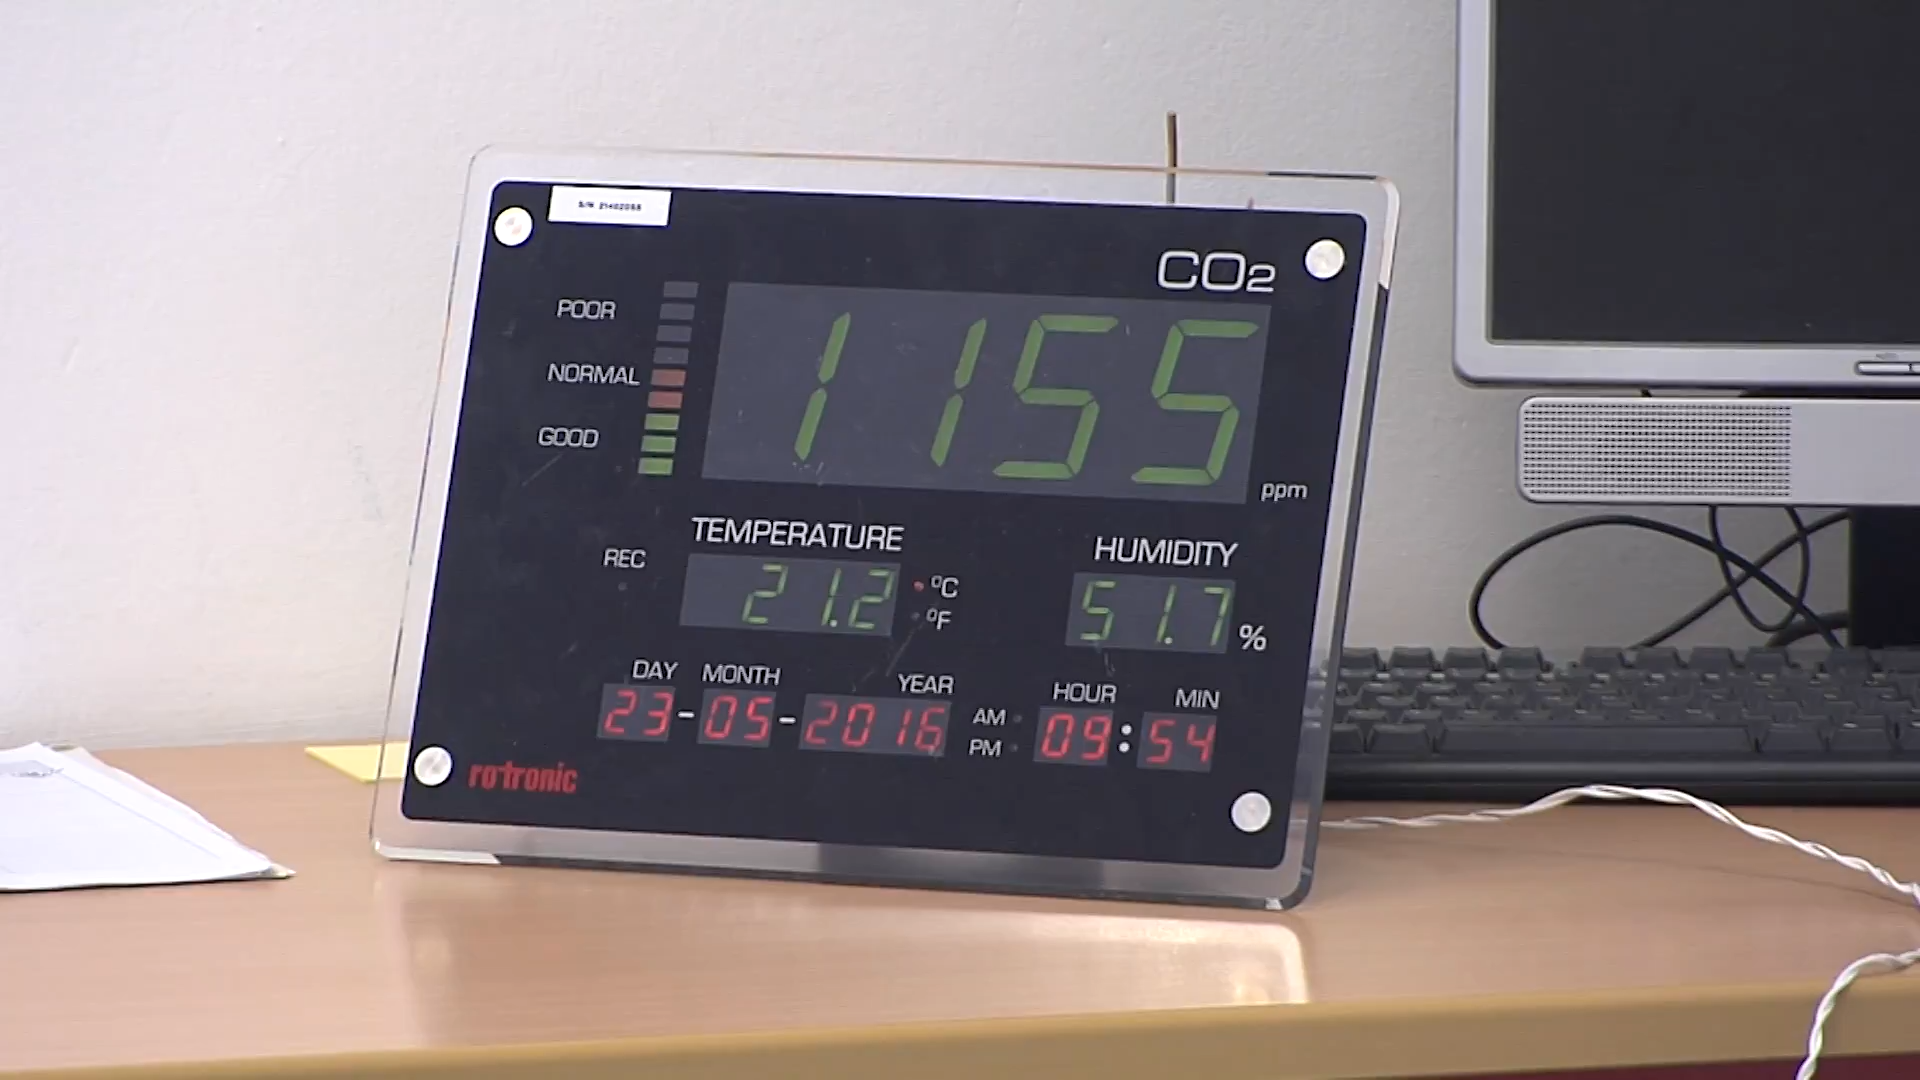 S/N 21402055
CO2
POOR
NORMAL
GOOD
1155
ppm
TEMPERATURE
HUMIDITY
REC
21.2
°C
°F
51.7
%
DAY MONTH YEAR HOUR MIN
23-05-2016 AM PM 09:54
rotronic